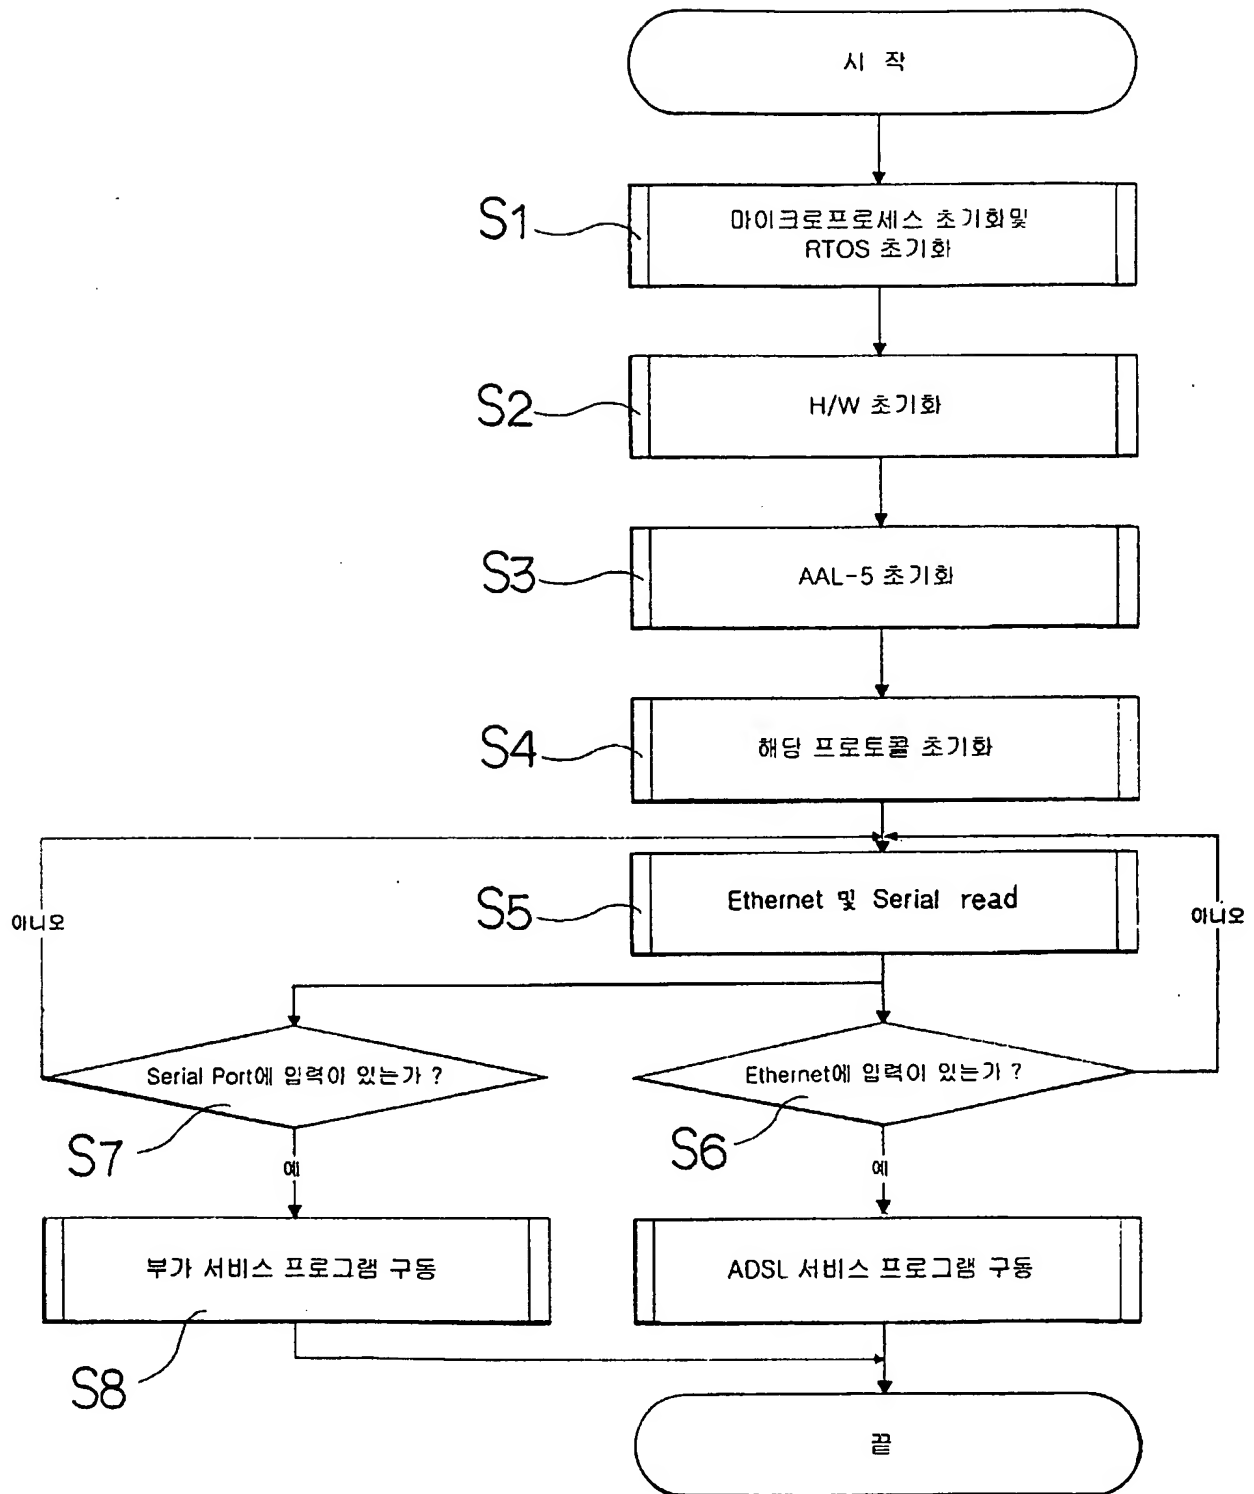 시 작
S1
마이크로프로세스 초기화및
RTOS 초기화
S2
H/W 초기화
S3
AAL-5 초기화
S4
해당 프로토콜 초기화
S5
Ethernet 및 Serial read
아니오
아니오
Serial Port에 입력이 있는가 ?
Ethernet에 입력이 있는가 ?
S7
S6
예
예
부가 서비스 프로그램 구동
ADSL 서비스 프로그램 구동
S8
끝